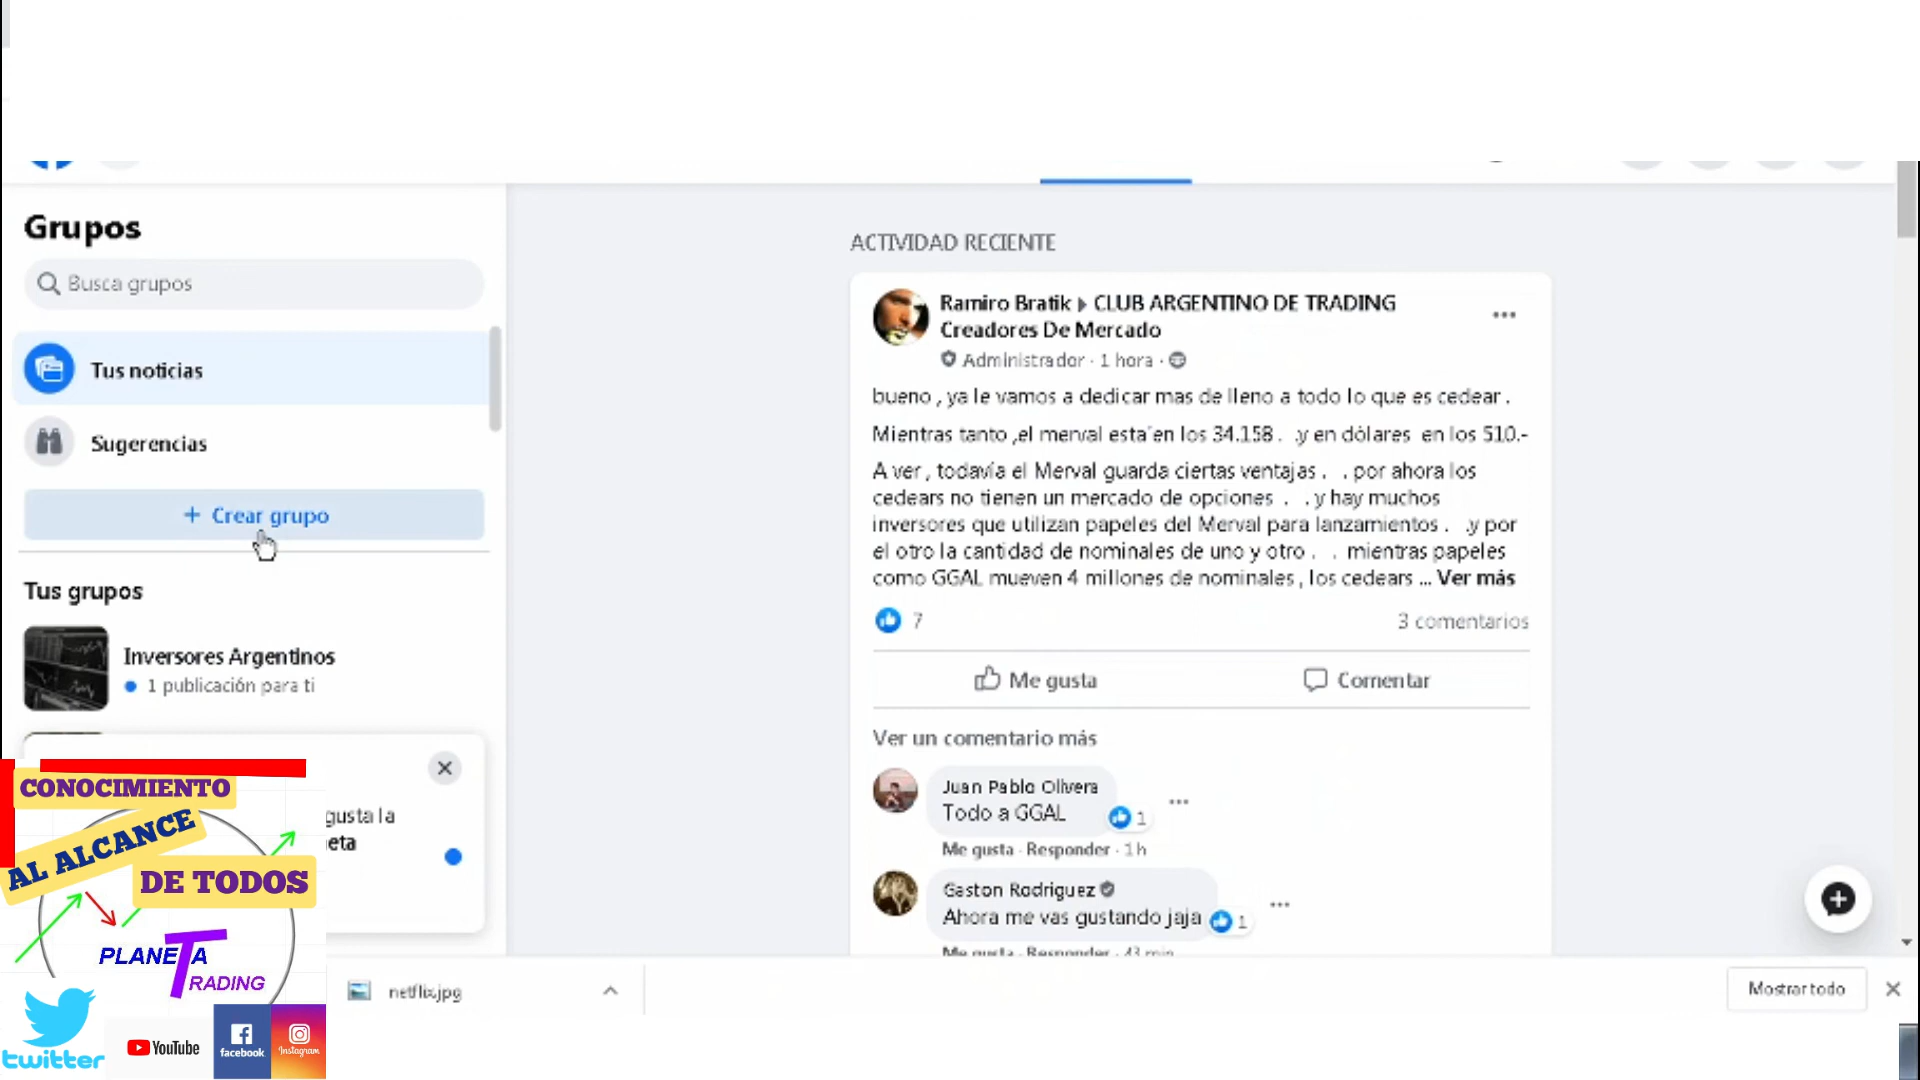 Grupos
Busca grupos
Tus noticias
Sugerencias
+ Crear grupo
Tus grupos
Inversores Argentinos
1 publicación para ti
gusta la
eta
CONOCIMIENTO
AL ALCANCE
DE TODOS
PLANETA
TRADING
twitter
YouTube
facebook
Instagram
ACTIVIDAD RECIENTE
Ramiro Bratik ▸ CLUB ARGENTINO DE TRADING
Creadores De Mercado
Administrador · 1 hora ·
bueno , ya le vamos a dedicar mas de lleno a todo lo que es cedear .
Mientras tanto ,el merval esta´en los 34.158 . .y en dólares en los 510.-
A ver , todavía el Merval guarda ciertas ventajas . . por ahora los
cedears no tienen un mercado de opciones . . y hay muchos
inversores que utilizan papeles del Merval para lanzamientos . .y por
el otro la cantidad de nominales de uno y otro . . mientras papeles
como GGAL mueven 4 millones de nominales , los cedears ... Ver más
7
3 comentarios
Me gusta
Comentar
Ver un comentario más
Juan Pablo Olivera
Todo a GGAL
1
Me gusta · Responder · 1 h
Gaston Rodriguez
Ahora me vas gustando jaja
1
Me gusta · Responder · 43 min
netflix.jpg
Mostrar todo